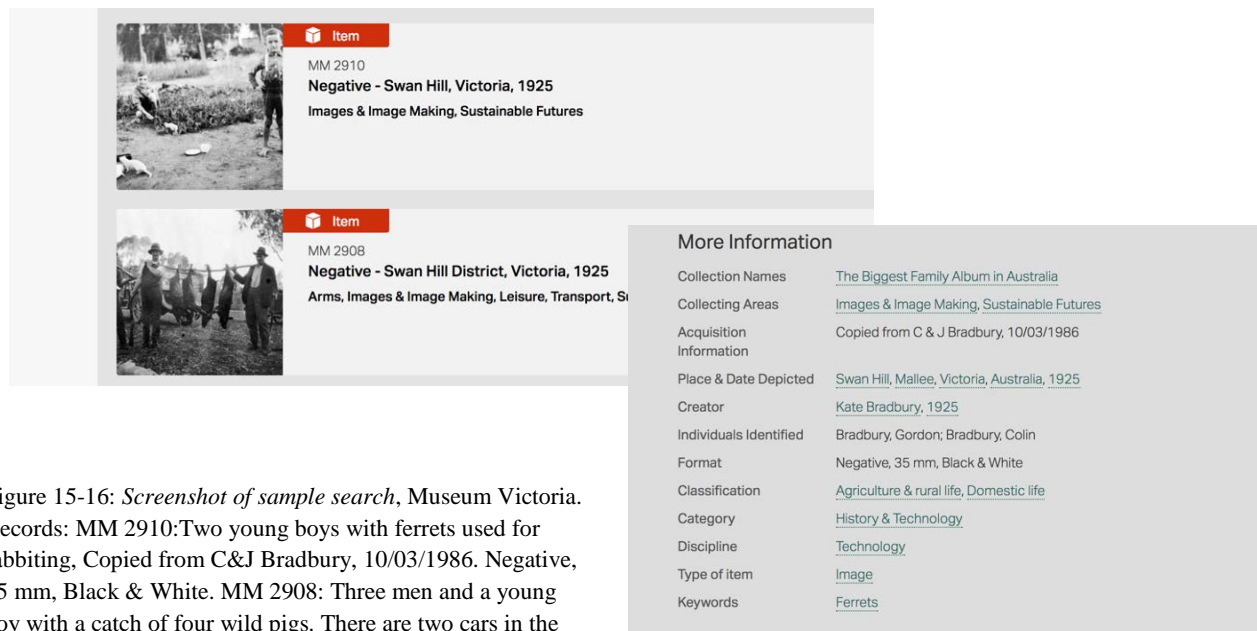 Item
MM 2910
Negative - Swan Hill, Victoria, 1925
Images & Image Making, Sustainable Futures
Item
MM 2908
Negative - Swan Hill District, Victoria, 1925
Arms, Images & Image Making, Leisure, Transport,
More Information
Collection Names The Biggest Family Album in Australia
Collecting Areas Images & Image Making, Sustainable Futures
Acquisition Information Copied from C & J Bradbury, 10/03/1986
Place & Date Depicted Swan Hill, Mallee, Victoria, Australia, 1925
Creator Kate Bradbury, 1925
Individuals Identified Bradbury, Gordon; Bradbury, Colin
Format Negative, 35 mm, Black & White
Classification Agriculture & rural life, Domestic life
Category History & Technology
Discipline Technology
Type of item Image
Keywords Ferrets
igure 15-16: Screenshot of sample search, Museum Victoria.
ecords: MM 2910:Two young boys with ferrets used for
abbiting, Copied from C&J Bradbury, 10/03/1986. Negative,
5 mm, Black & White. MM 2908: Three men and a young
oy with a catch of four wild pigs. There are two cars in the